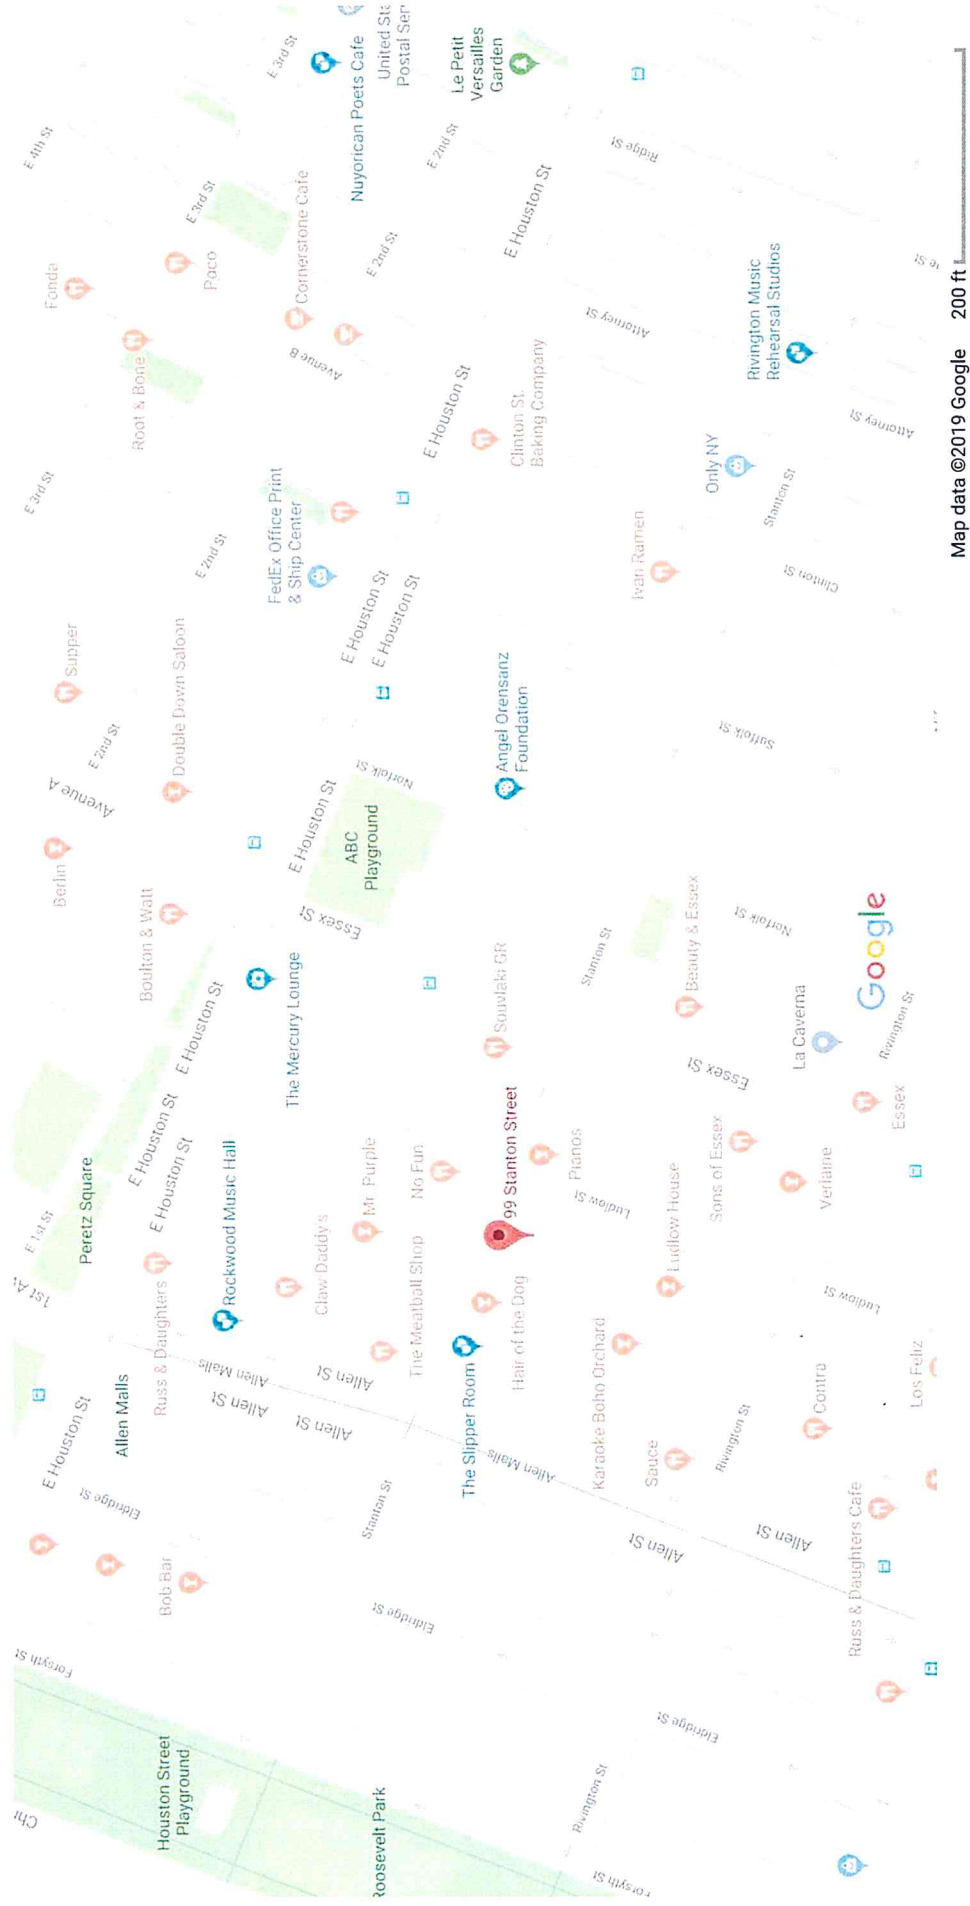 Chr
Forsyth St
E Houston St
1st Av
E 1st St
Berlin
Avenue A
Supper
E 3rd St
Fonda
E 4th St
Eldridge St
Allen Malls
Peretz Square
E 2nd St
Root & Bone
Houston Street
Playground
Bob Bar
Russ & Daughters
E Houston St
E Houston St
Boulton & Watt
Double Down Saloon
Paco
E 3rd St
Allen St
Allen Malls
Rockwood Music Hall
E Houston St
E 2nd St
The Mercury Lounge
FedEx Office Print
& Ship Center
Cornerstone Cafe
E 3rd St
Allen St
Allen St
Claw Daddy's
Essex St
E Houston St
Avenue B
Roosevelt Park
Eldridge St
Stanton St
Mr. Purple
ABC
Playground
Norfolk St
E Houston St
E Houston St
E 2nd St
Nuyorican Poets Cafe
United Sta
Postal Ser
The Meatball Shop
No Fun
E Houston St
E 2nd St
Le Petit
Versailles
Garden
The Slipper Room
Hair of the Dog
99 Stanton Street
Souvlaki GR
Angel Orensanz
Foundation
Clinton St.
Baking Company
E Houston St
Allen Malls
Pianos
Rivington St
Forsyth St
Karaoke Boho Orchard
Ludlow St
Stanton St
Attorney St
Ridge St
Sauce
Allen St
Ludlow House
Ivan Ramen
Eldridge St
Beauty & Essex
Essex St
Sons of Essex
Rivington St
Suffolk St
Only NY
Norfolk St
Rivington Music
Rehearsal Studios
Allen St
Contra
Verlaine
La Caverna
Stanton St
Clinton St
Ludlow St
Russ & Daughters Cafe
Google
Attorney St
Los Feliz
Essex
Rivington St
Map data ©2019 Google
200 ft